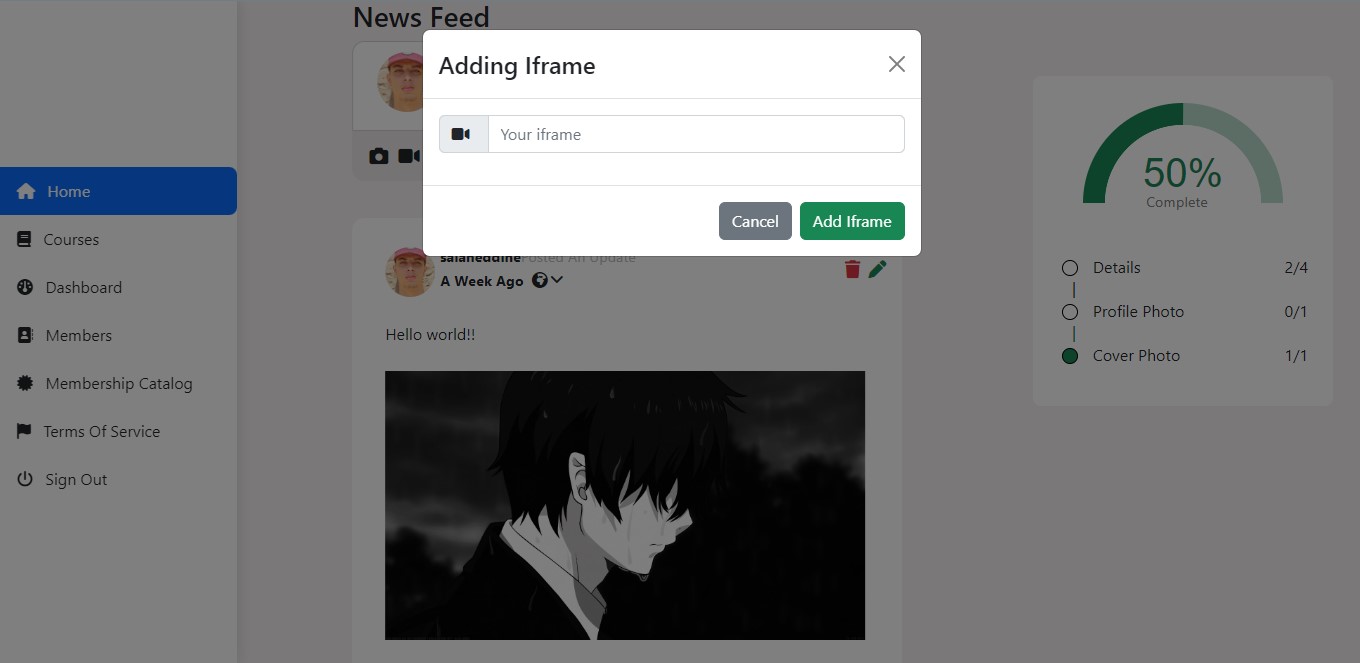 News Feed
Adding Iframe
Your iframe
Cancel
Add Iframe
Home
Courses
Dashboard
Members
Membership Catalog
Terms Of Service
Sign Out
salaheddine Posted An Update
A Week Ago
Hello world!!
50%
Complete
Details 2/4
Profile Photo 0/1
Cover Photo 1/1